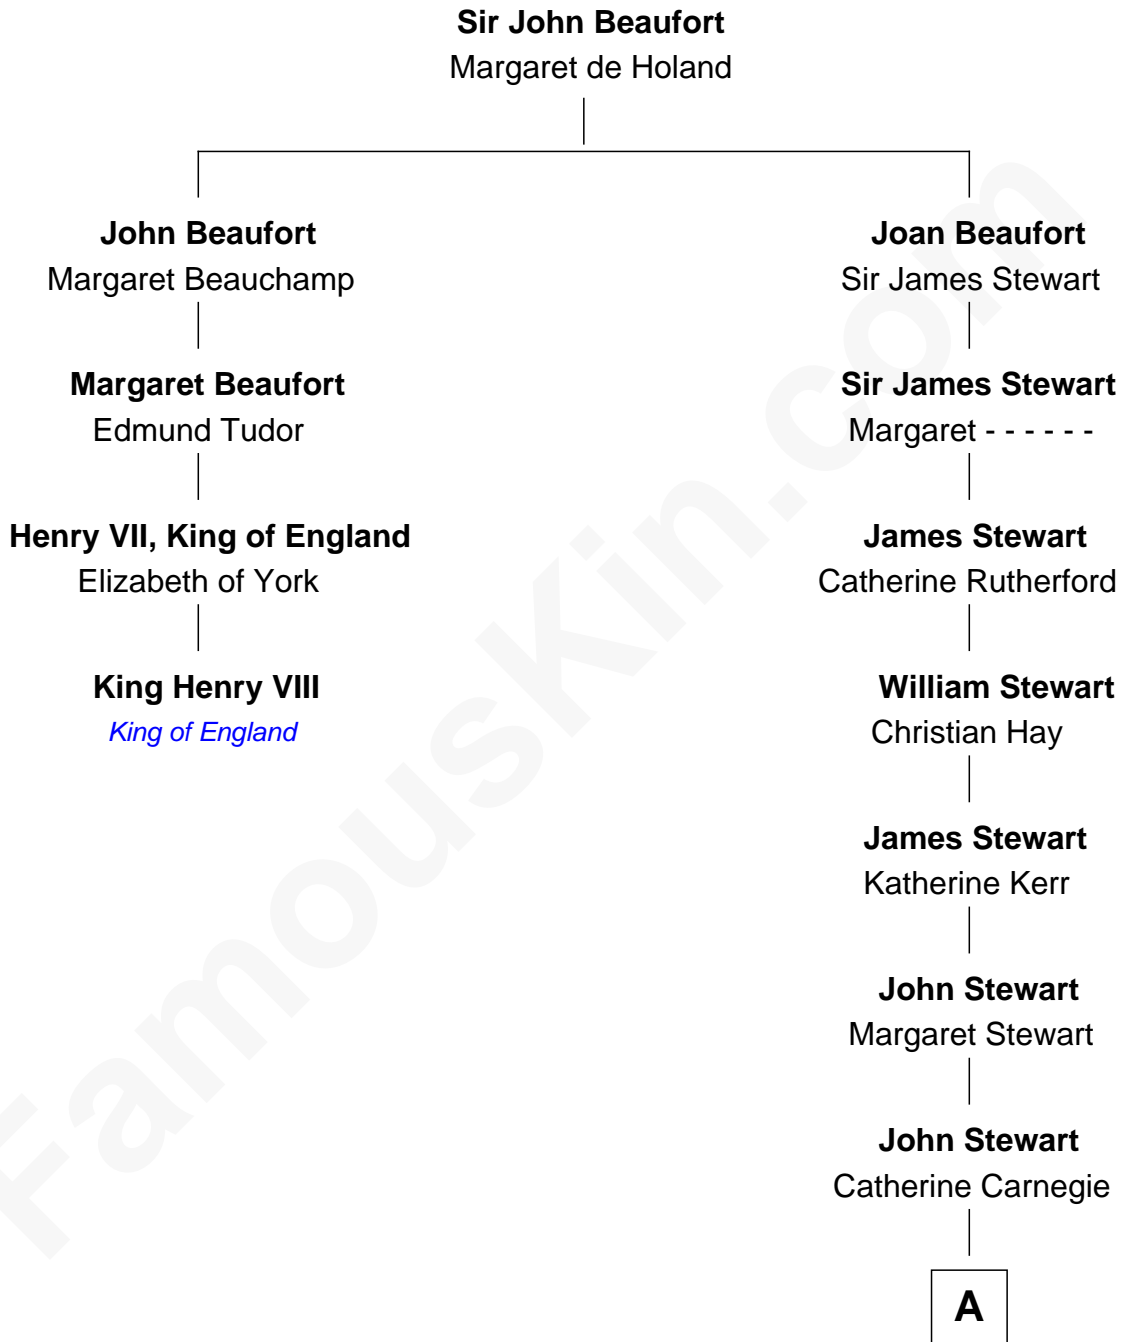 Sir John Beaufort
Margaret de Holand
John Beaufort
Margaret Beauchamp
Joan Beaufort
Sir James Stewart
Margaret Beaufort
Edmund Tudor
Sir James Stewart
Margaret - - - - - -
Henry VII, King of England
Elizabeth of York
James Stewart
Catherine Rutherford
King Henry VIII
King of England
William Stewart
Christian Hay
James Stewart
Katherine Kerr
John Stewart
Margaret Stewart
John Stewart
Catherine Carnegie
A
FamousKin.com